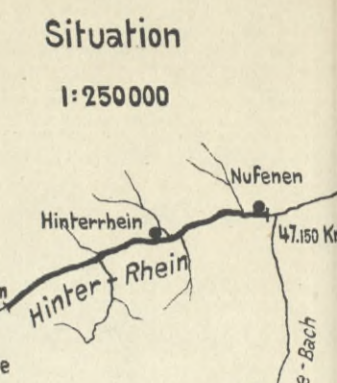 Situation
1:250000
Nufenen
Hinterrhein
47.150
Hinter-Rhein
-Bach